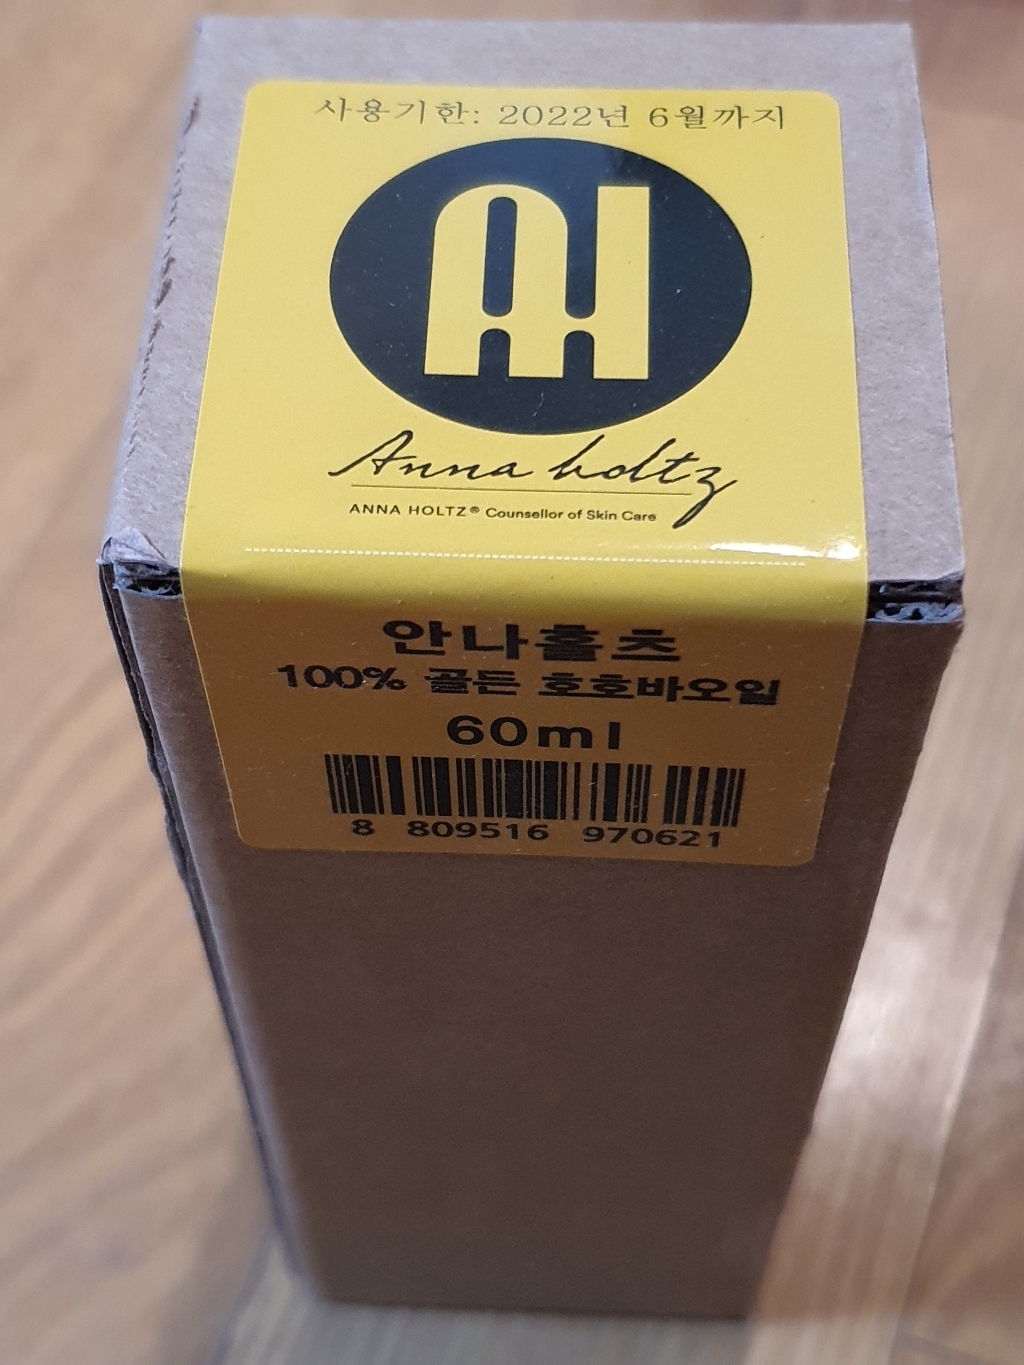 사용기한: 2022년 6월까지
AH
Anna holtz
ANNA HOLTZ® Counsellor of Skin Care
안나홀츠
100% 골든 호호바오일
60ml
8 809516 970621